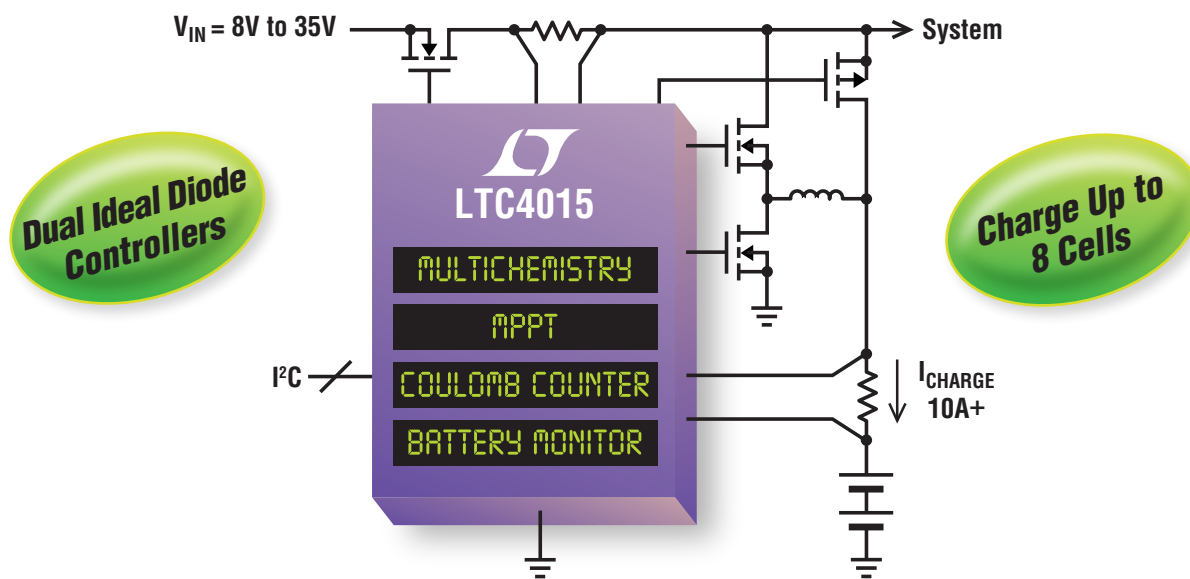 V_IN = 8V to 35V
System
Dual Ideal Diode
Controllers
LTC4015
MULTICHEMISTRY
MPPT
COULOMB COUNTER
BATTERY MONITOR
I²C
Charge Up to
8 Cells
I_CHARGE
10A+